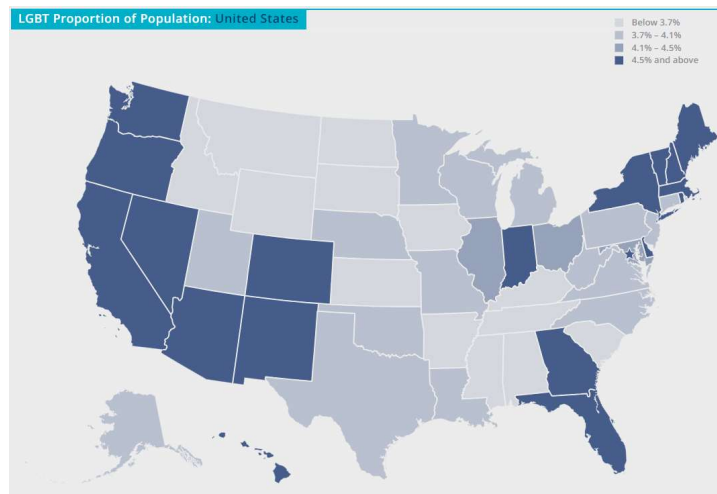 LGBT Proportion of Population: United States
Below 3.7%
3.7% – 4.1%
4.1% – 4.5%
4.5% and above